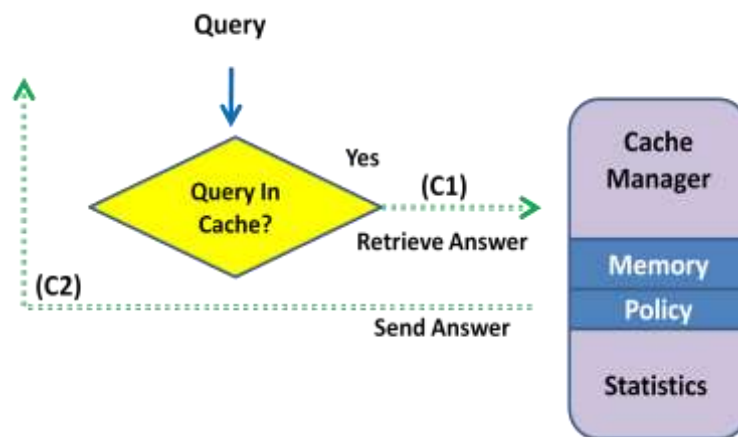 Query
Query In
Cache?
Yes
(C1)
Retrieve Answer
(C2)
Send Answer
Cache
Manager
Memory
Policy
Statistics